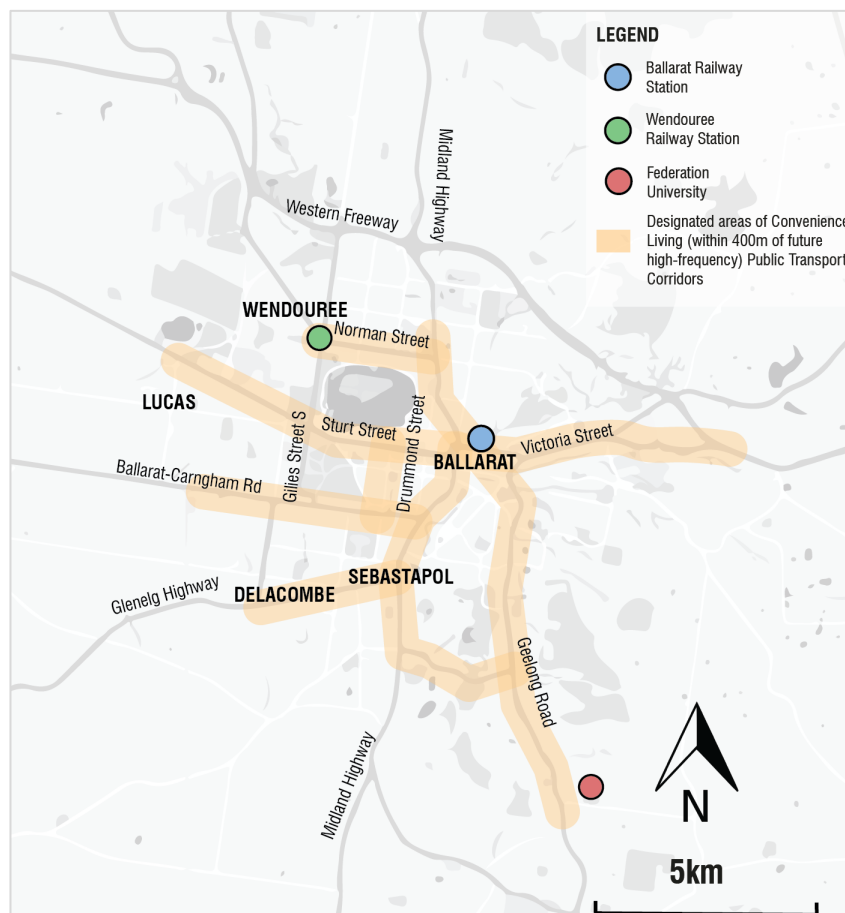 LEGEND
Ballarat Railway
Station
Wendouree
Railway Station
Federation
University
Designated areas of Convenience
Living (within 400m of future
high-frequency) Public Transport
Corridors
Midland Highway
Western Freeway
WENDOUREE
Norman Street
LUCAS
Gilies Street S
Sturt Street
Drummond Street
Victoria Street
BALLARAT
Ballarat-Carngham Rd
SEBASTAPOL
Glenelg Highway
DELACOMBE
Geelong Road
Midland Highway
N
5km